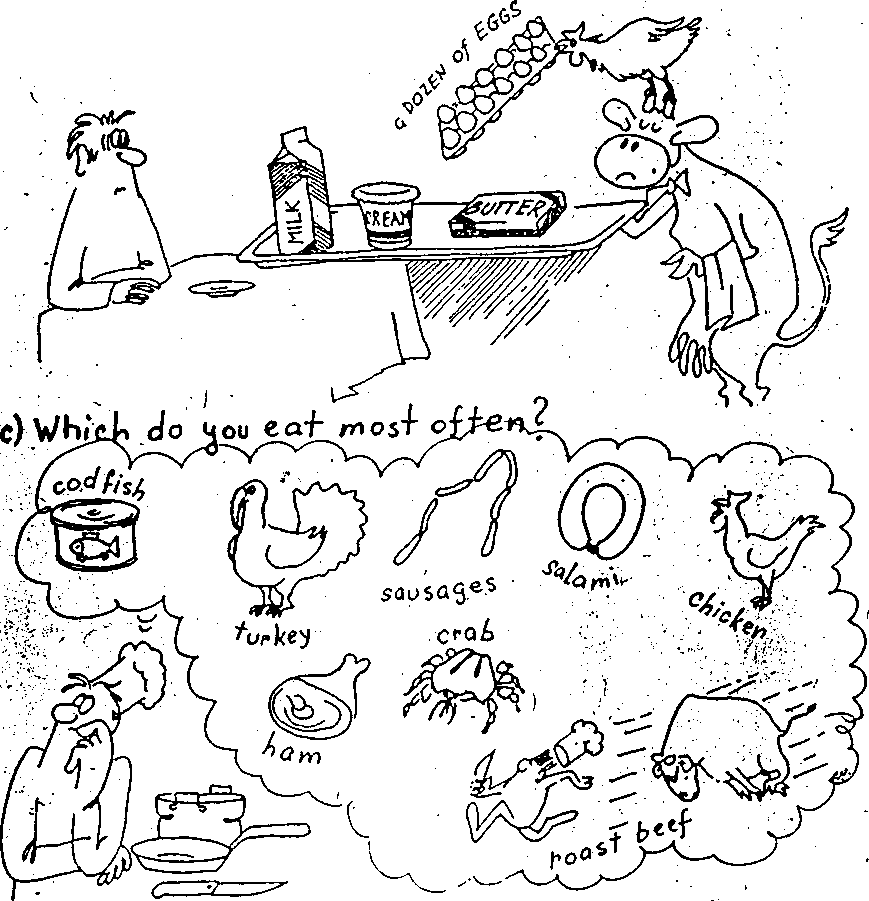 a DOZEN of EGGS
MILK
CREAM
BUTTER
c) Which do you eat most often?
codfish
turkey
sausages
salami
chicken
ham
crab
roast beef